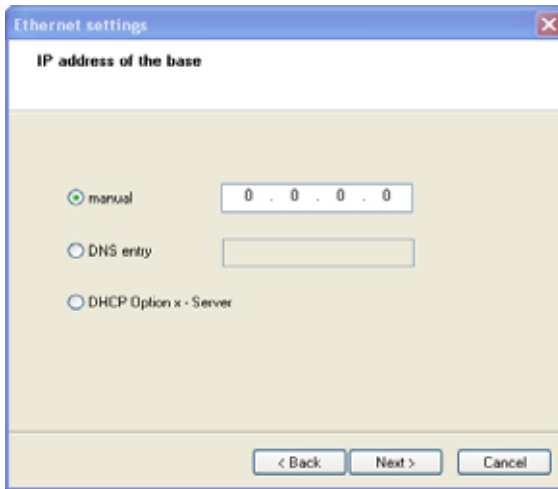 Ethernet settings
IP address of the base
manual
0 . 0 . 0 . 0
DNS entry
DHCP Option x - Server
< Back
Next >
Cancel